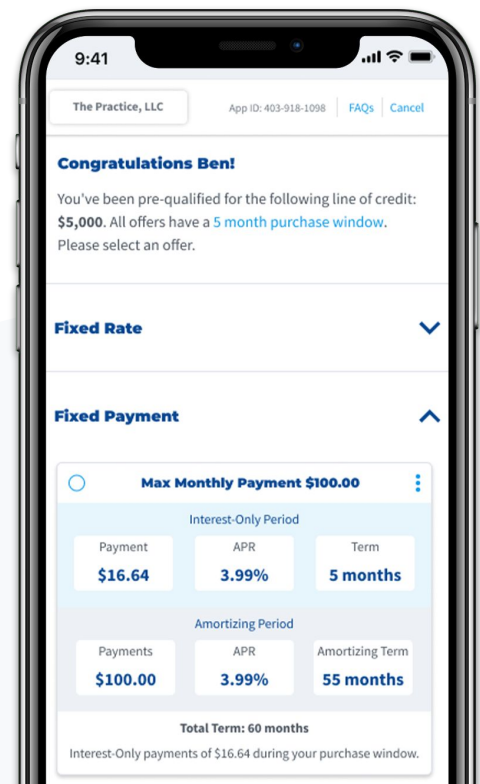 9:41
The Practice, LLC
App ID: 403-918-1098
FAQs
Cancel
Congratulations Ben!
You've been pre-qualified for the following line of credit:
$5,000. All offers have a 5 month purchase window.
Please select an offer.
Fixed Rate
Fixed Payment
Max Monthly Payment $100.00
Interest-Only Period
Payment APR Term
$16.64 3.99% 5 months
Amortizing Period
Payments APR Amortizing Term
$100.00 3.99% 55 months
Total Term: 60 months
Interest-Only payments of $16.64 during your purchase window.